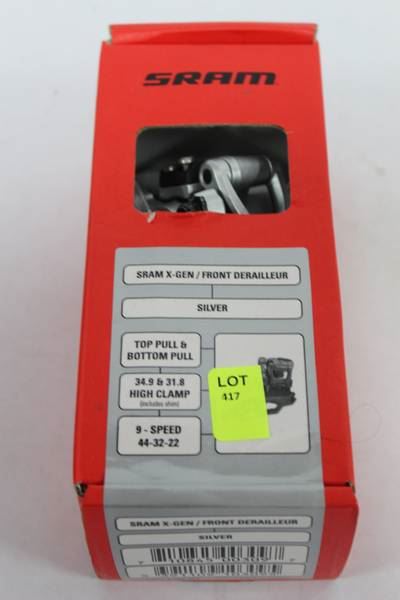 SRAM
SRAM X-GEN / FRONT DERAILLEUR
SILVER
TOP PULL &
BOTTOM PULL
34.9 & 31.8
HIGH CLAMP
(includes shim)
9 - SPEED
44-32-22
LOT
417
SRAM X-GEN / FRONT DERAILLEUR
SILVER